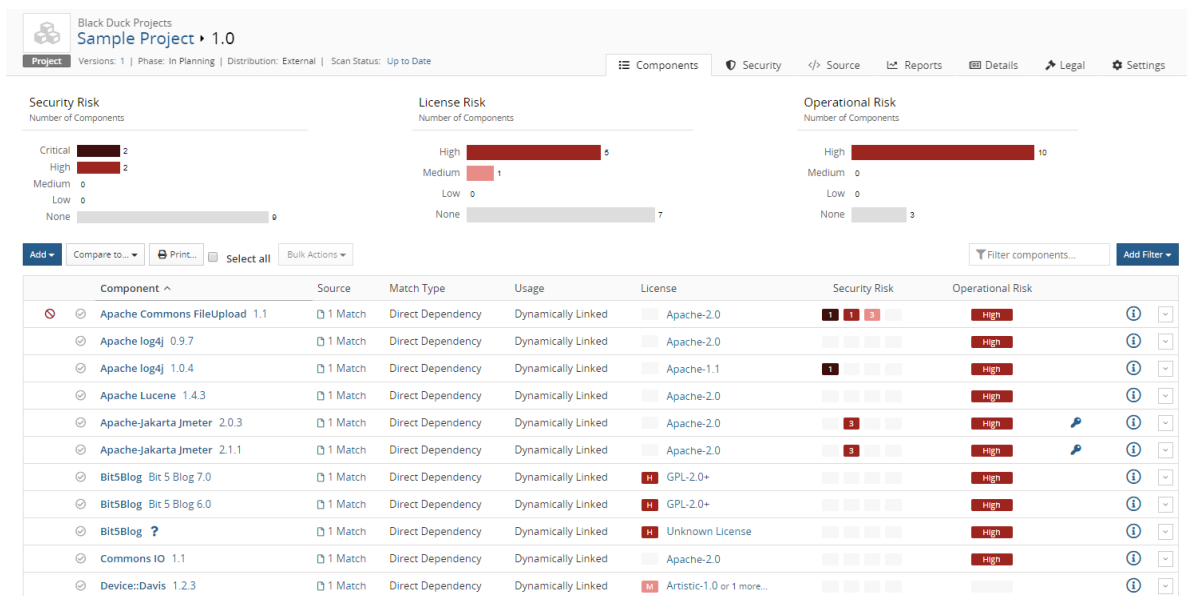 Black Duck Projects
Sample Project ▸ 1.0
Project Versions: 1 | Phase: In Planning | Distribution: External | Scan Status: Up to Date
Components Security Source Reports Details Legal Settings
Security Risk
Number of Components
Critical 2
High 2
Medium 0
Low 0
None 9
License Risk
Number of Components
High 5
Medium 1
Low 0
None 7
Operational Risk
Number of Components
High 10
Medium 0
Low 0
None 3
Add Compare to... Print... Select all Bulk Actions Filter components... Add Filter
Component Source Match Type Usage License Security Risk Operational Risk
Apache Commons FileUpload 1.1 1 Match Direct Dependency Dynamically Linked Apache-2.0 1 1 3 High
Apache log4j 0.9.7 1 Match Direct Dependency Dynamically Linked Apache-2.0 High
Apache log4j 1.0.4 1 Match Direct Dependency Dynamically Linked Apache-1.1 1 High
Apache Lucene 1.4.3 1 Match Direct Dependency Dynamically Linked Apache-2.0 High
Apache-Jakarta Jmeter 2.0.3 1 Match Direct Dependency Dynamically Linked Apache-2.0 3 High
Apache-Jakarta Jmeter 2.1.1 1 Match Direct Dependency Dynamically Linked Apache-2.0 3 High
Bit5Blog Bit 5 Blog 7.0 1 Match Direct Dependency Dynamically Linked H GPL-2.0+ High
Bit5Blog Bit 5 Blog 6.0 1 Match Direct Dependency Dynamically Linked H GPL-2.0+ High
Bit5Blog ? 1 Match Direct Dependency Dynamically Linked H Unknown License High
Commons IO 1.1 1 Match Direct Dependency Dynamically Linked Apache-2.0 High
Device::Davis 1.2.3 1 Match Direct Dependency Dynamically Linked M Artistic-1.0 or 1 more...